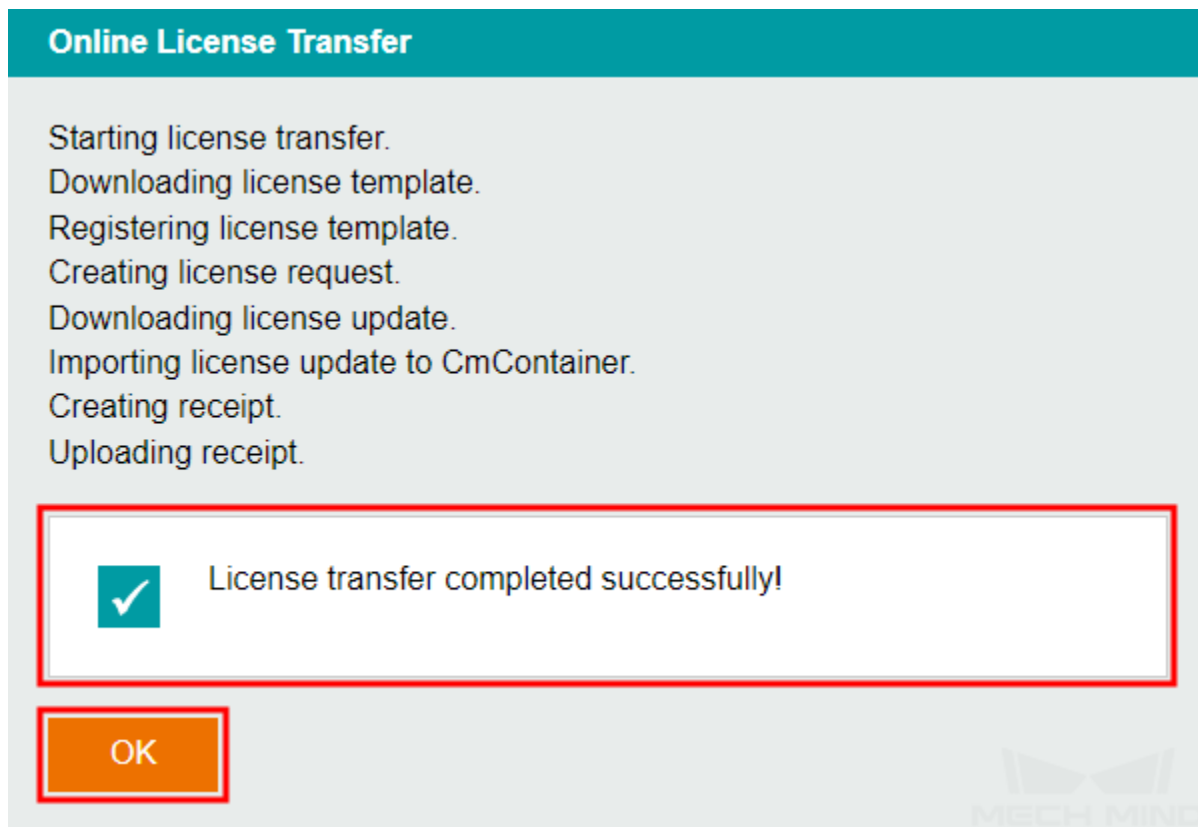 Online License Transfer
Starting license transfer.
Downloading license template.
Registering license template.
Creating license request.
Downloading license update.
Importing license update to CmContainer.
Creating receipt.
Uploading receipt.
License transfer completed successfully!
OK
MECH MIND